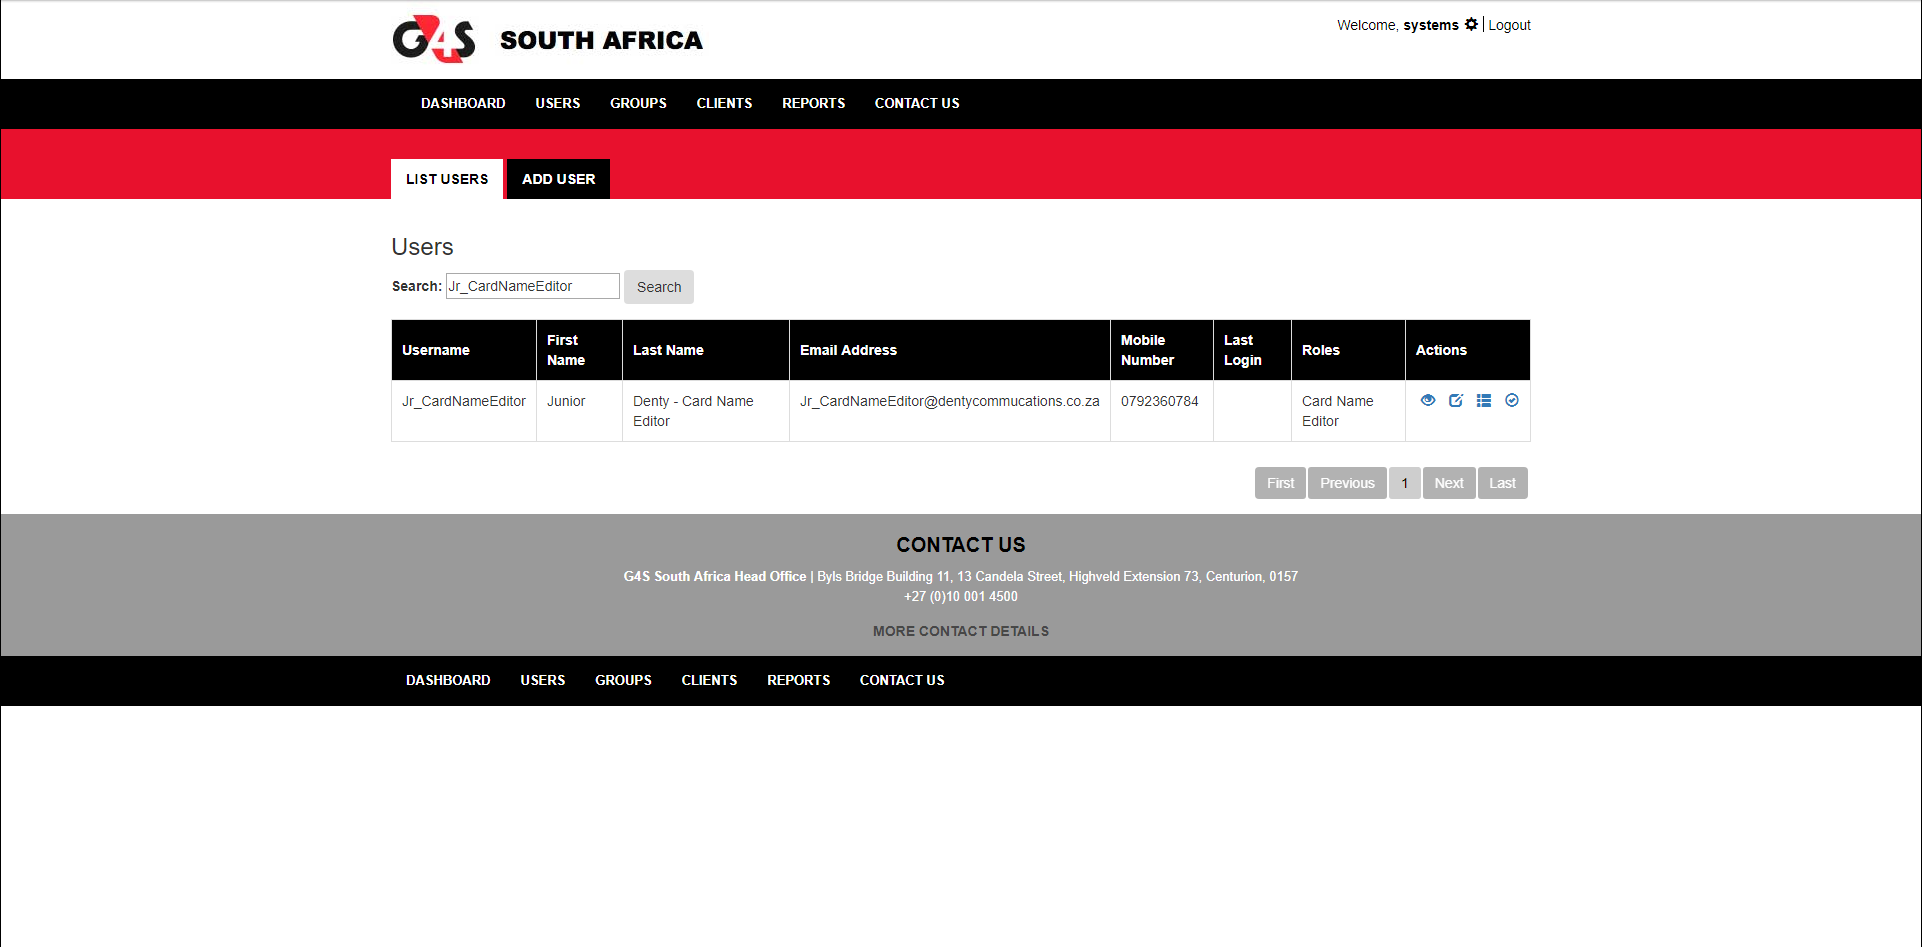 G4S SOUTH AFRICA
Welcome, systems | Logout
DASHBOARD USERS GROUPS CLIENTS REPORTS CONTACT US
LIST USERS ADD USER
Users
Search: Jr_CardNameEditor Search
Username First Name Last Name Email Address Mobile Number Last Login Roles Actions
Jr_CardNameEditor Junior Denty - Card Name Editor Jr_CardNameEditor@dentycommucations.co.za 0792360784 Card Name Editor
First Previous 1 Next Last
CONTACT US
G4S South Africa Head Office | Byls Bridge Building 11, 13 Candela Street, Highveld Extension 73, Centurion, 0157
+27 (0)10 001 4500
MORE CONTACT DETAILS
DASHBOARD USERS GROUPS CLIENTS REPORTS CONTACT US